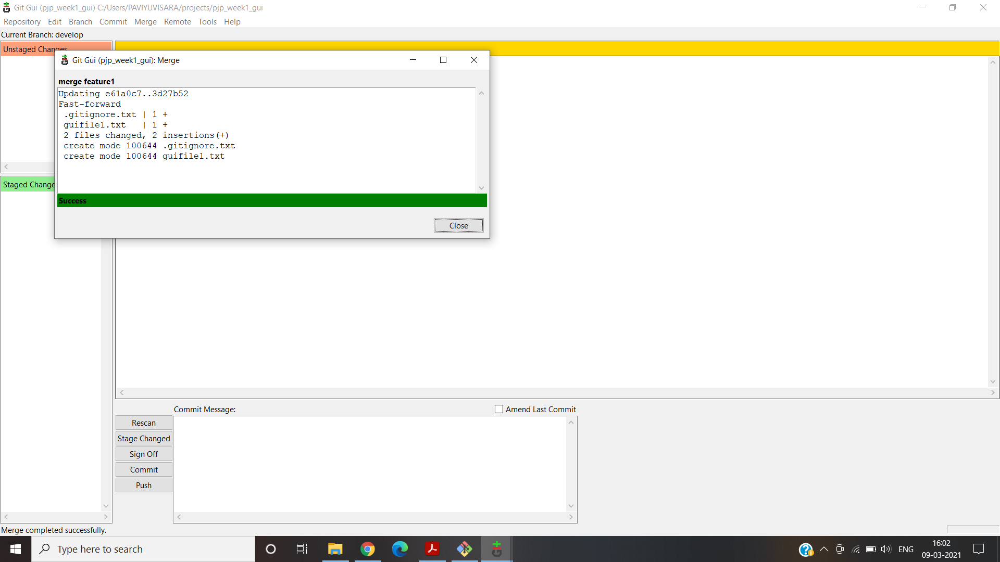 Git Gui (pjp_week1_gui) C:/Users/PAVIYUVISARA/projects/pjp_week1_gui
Repository Edit Branch Commit Merge Remote Tools Help
Current Branch: develop
Unstaged Changes
Git Gui (pjp_week1_gui): Merge
merge feature1
Updating e61a0c7..3d27b52
Fast-forward
.gitignore.txt | 1 +
guifile1.txt | 1 +
2 files changed, 2 insertions(+)
create mode 100644 .gitignore.txt
create mode 100644 guifile1.txt
Staged Change
Success
Close
Commit Message:
Amend Last Commit
Rescan
Stage Changed
Sign Off
Commit
Push
Merge completed successfully.
Type here to search
ENG
16:02
09-03-2021